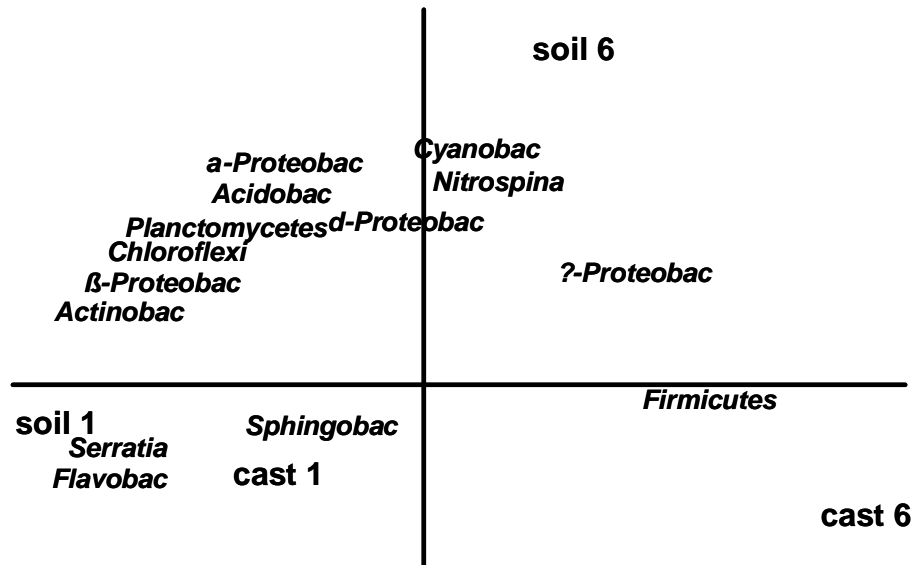 soil 6
Cyanobac
a-Proteobac
Nitrospina
Acidobac
d-Proteobac
Planctomycetes
Chloroflexi
?-Proteobac
ß-Proteobac
Actinobac
Firmicutes
soil 1
Sphingobac
Serratia
cast 1
Flavobac
cast 6